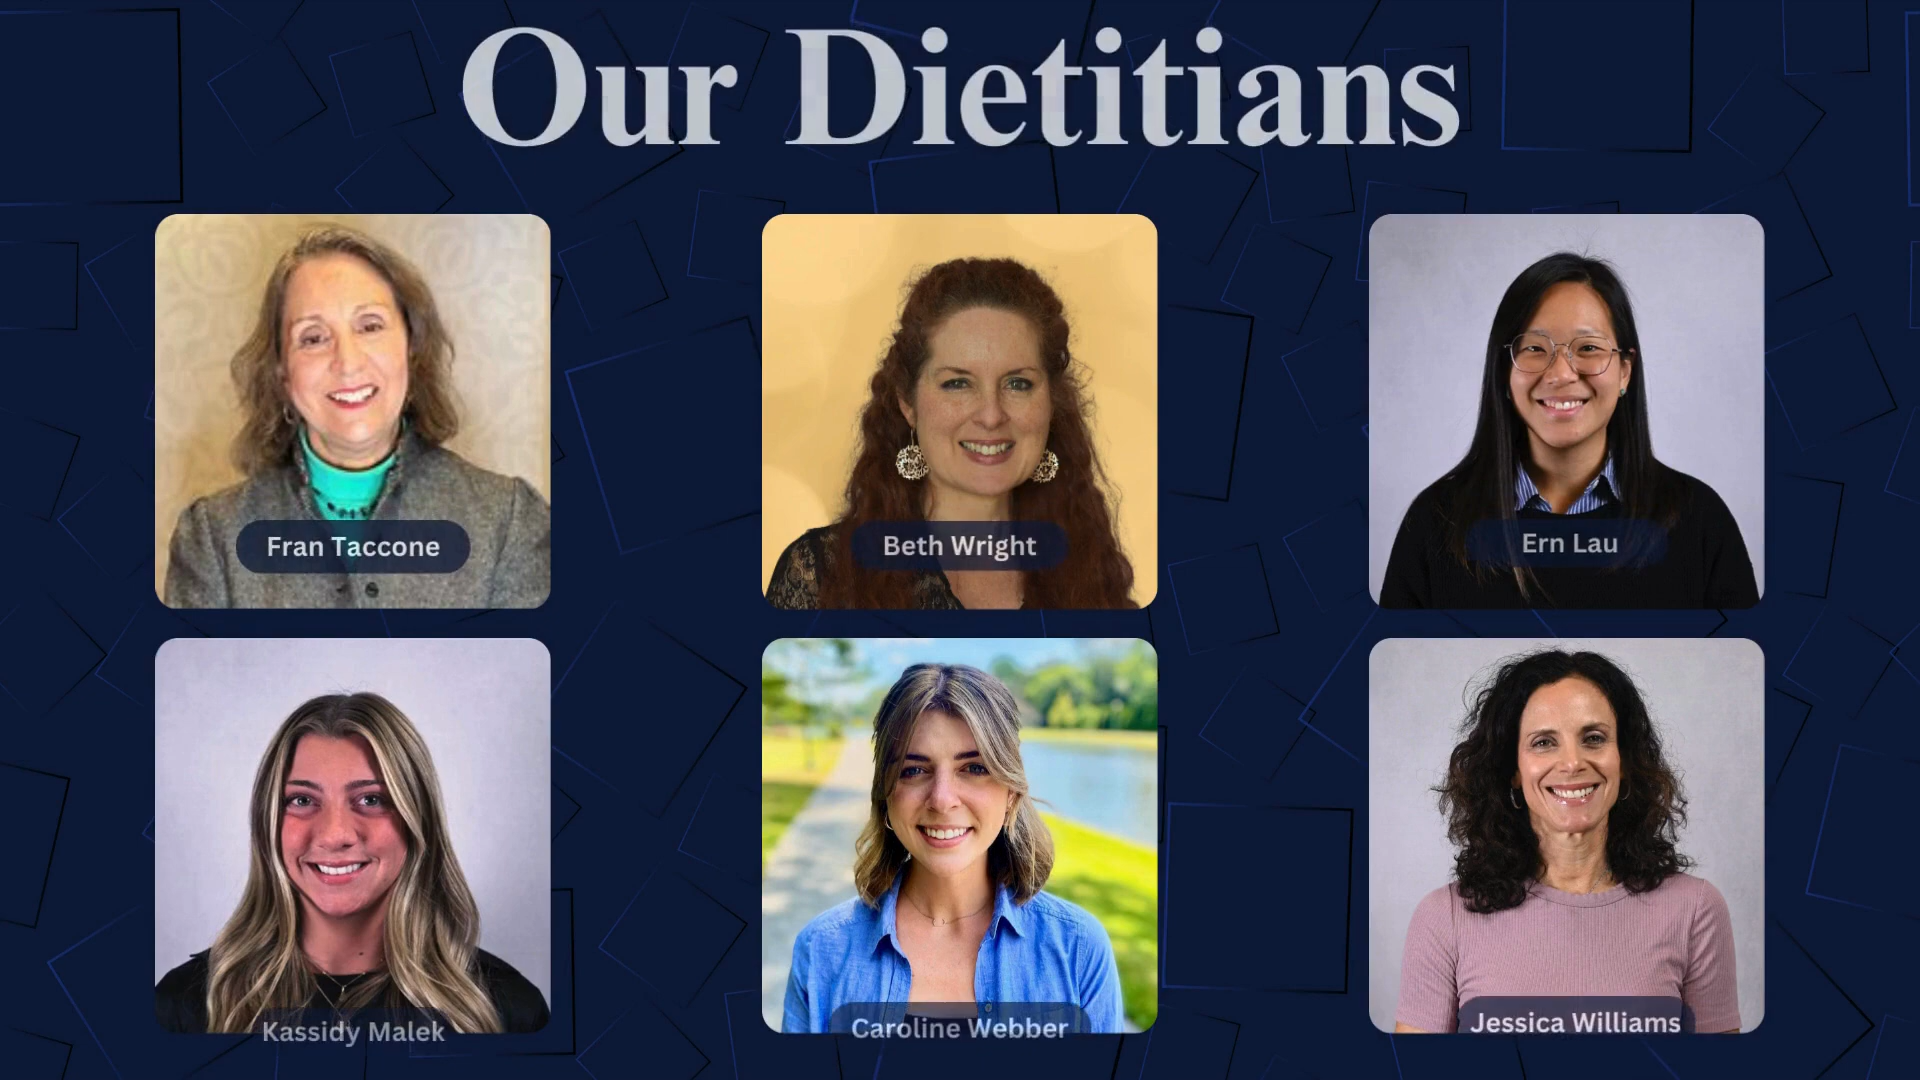 Our Dietitians
Fran Taccone
Beth Wright
Ern Lau
Kassidy Malek
Caroline Webber
Jessica Williams